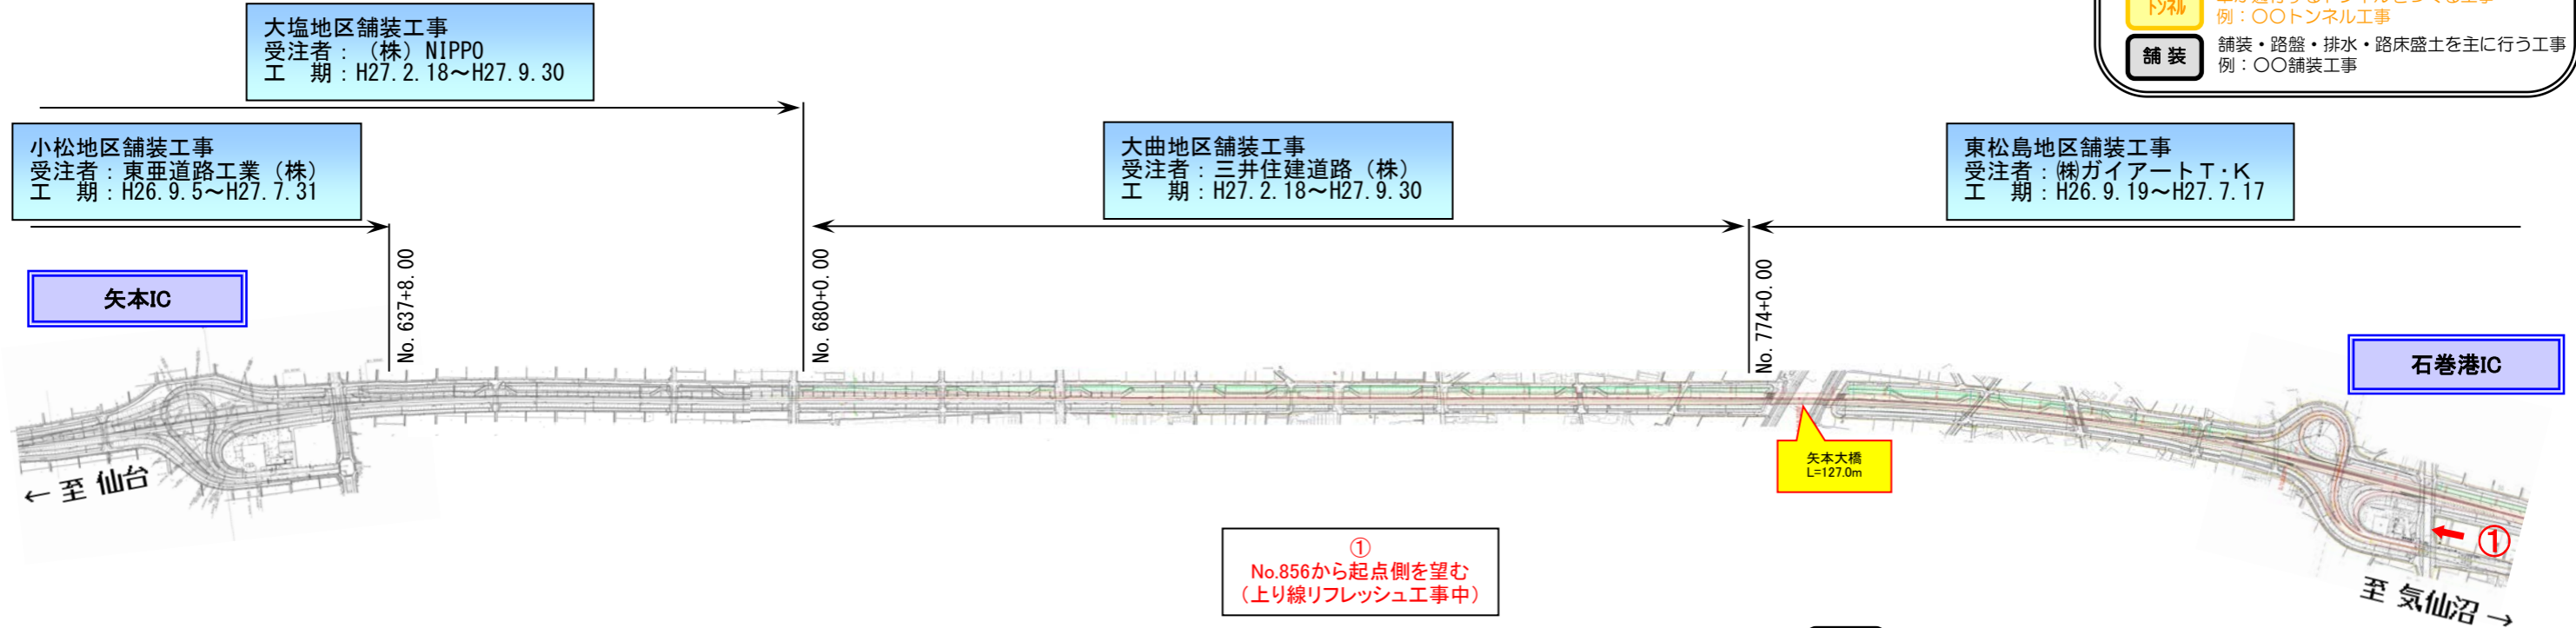 トンネル
例：〇〇トンネル工事
舗 装
舗装・路盤・排水・路床盛土を主に行う工事
例：〇〇舗装工事
大塩地区舗装工事
受注者：（株）NIPPO
工　期：H27.2.18～H27.9.30
小松地区舗装工事
受注者：東亜道路工業（株）
工　期：H26.9.5～H27.7.31
大曲地区舗装工事
受注者：三井住建道路（株）
工　期：H27.2.18～H27.9.30
東松島地区舗装工事
受注者：㈱ガイアートT・K
工　期：H26.9.19～H27.7.17
No.637+8.00
No.680+0.00
No.774+0.00
矢本IC
石巻港IC
←至 仙台
矢本大橋
L=127.0m
①
至 気仙沼→
①
No.856から起点側を望む
（上り線リフレッシュ工事中）